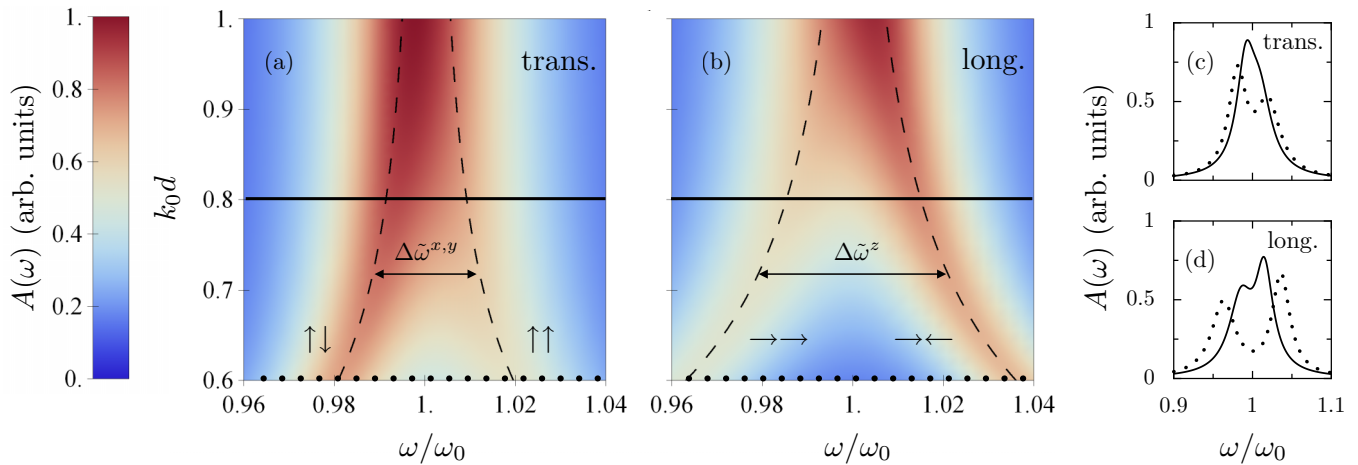 A(ω) (arb. units)
1.
0.8
0.6
0.4
0.2
0.
k₀d
1.
0.9
0.8
0.7
0.6
(a)
trans.
Δω̃ˣ,ʸ
↑↓
↑↑
0.96
0.98
1.
1.02
1.04
ω/ω₀
(b)
long.
Δω̃ᶻ
→→
→←
0.96
0.98
1.
1.02
1.04
ω/ω₀
A(ω) (arb. units)
1
0.5
0
(c)
trans.
1
0.5
0
(d)
long.
0.9
1
1.1
ω/ω₀